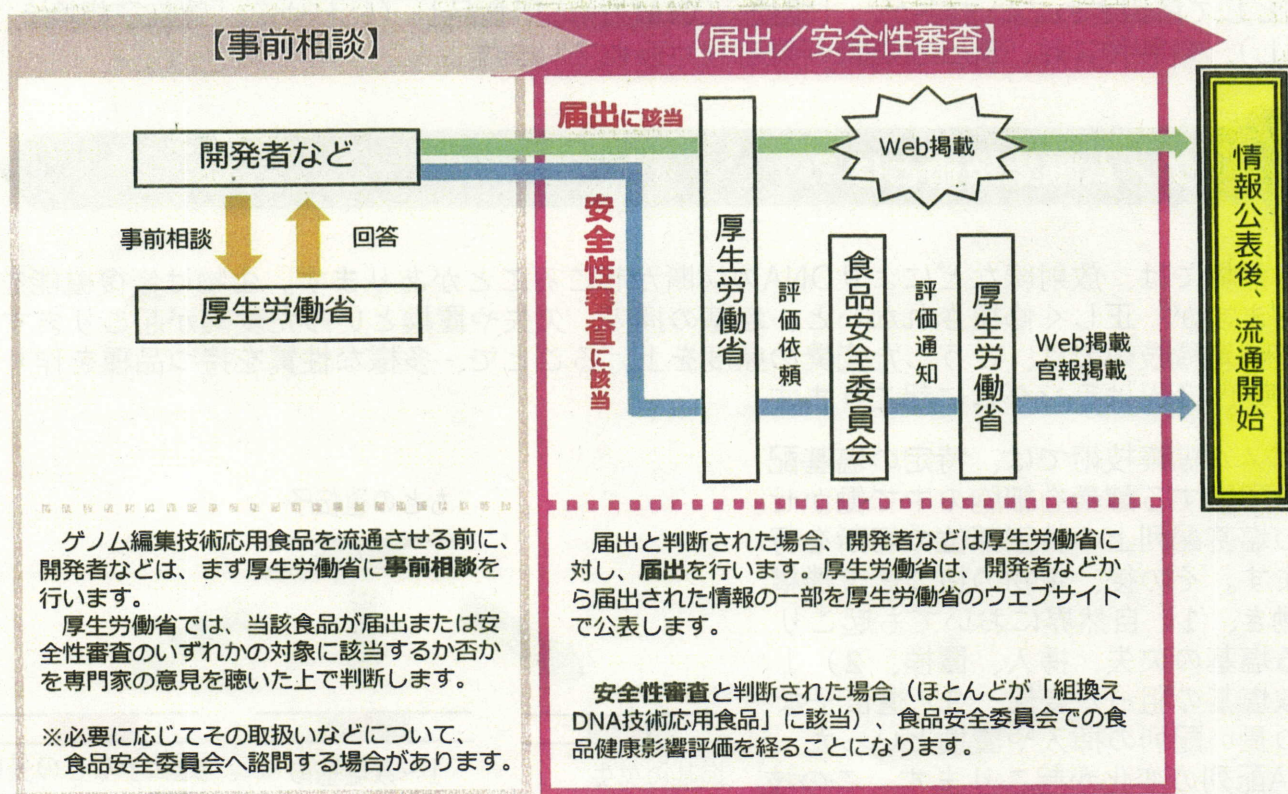 【事前相談】
【届出／安全性審査】
開発者など
事前相談
回答
厚生労働省
届出に該当
安全性審査に該当
厚生労働省
Web掲載
評価依頼
食品安全委員会
評価通知
厚生労働省
Web掲載
官報掲載
情報公表後、流通開始
ゲノム編集技術応用食品を流通させる前に、
開発者などは、まず厚生労働省に事前相談を
行います。
厚生労働省では、当該食品が届出または安
全性審査のいずれかの対象に該当するか否か
を専門家の意見を聴いた上で判断します。
※必要に応じてその取扱いなどについて、
食品安全委員会へ諮問する場合があります。
届出と判断された場合、開発者などは厚生労働省に
対し、届出を行います。厚生労働省は、開発者などか
ら届出された情報の一部を厚生労働省のウェブサイト
で公表します。
安全性審査と判断された場合（ほとんどが「組換え
DNA技術応用食品」に該当）、食品安全委員会での食
品健康影響評価を経ることになります。